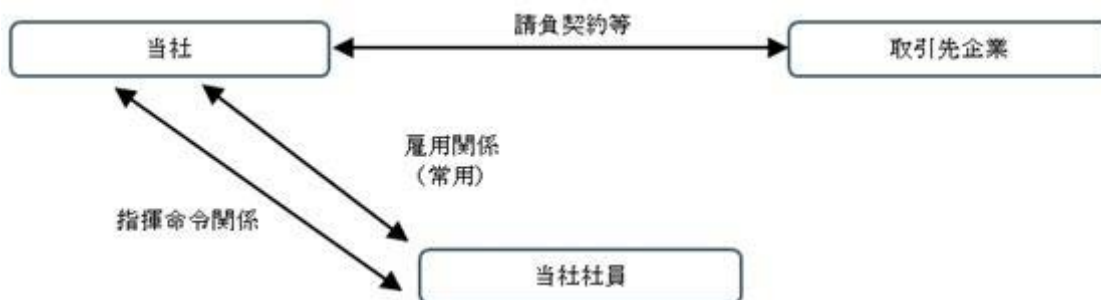 請負契約等
当社
取引先企業
雇用関係
（常用）
指揮命令関係
当社社員